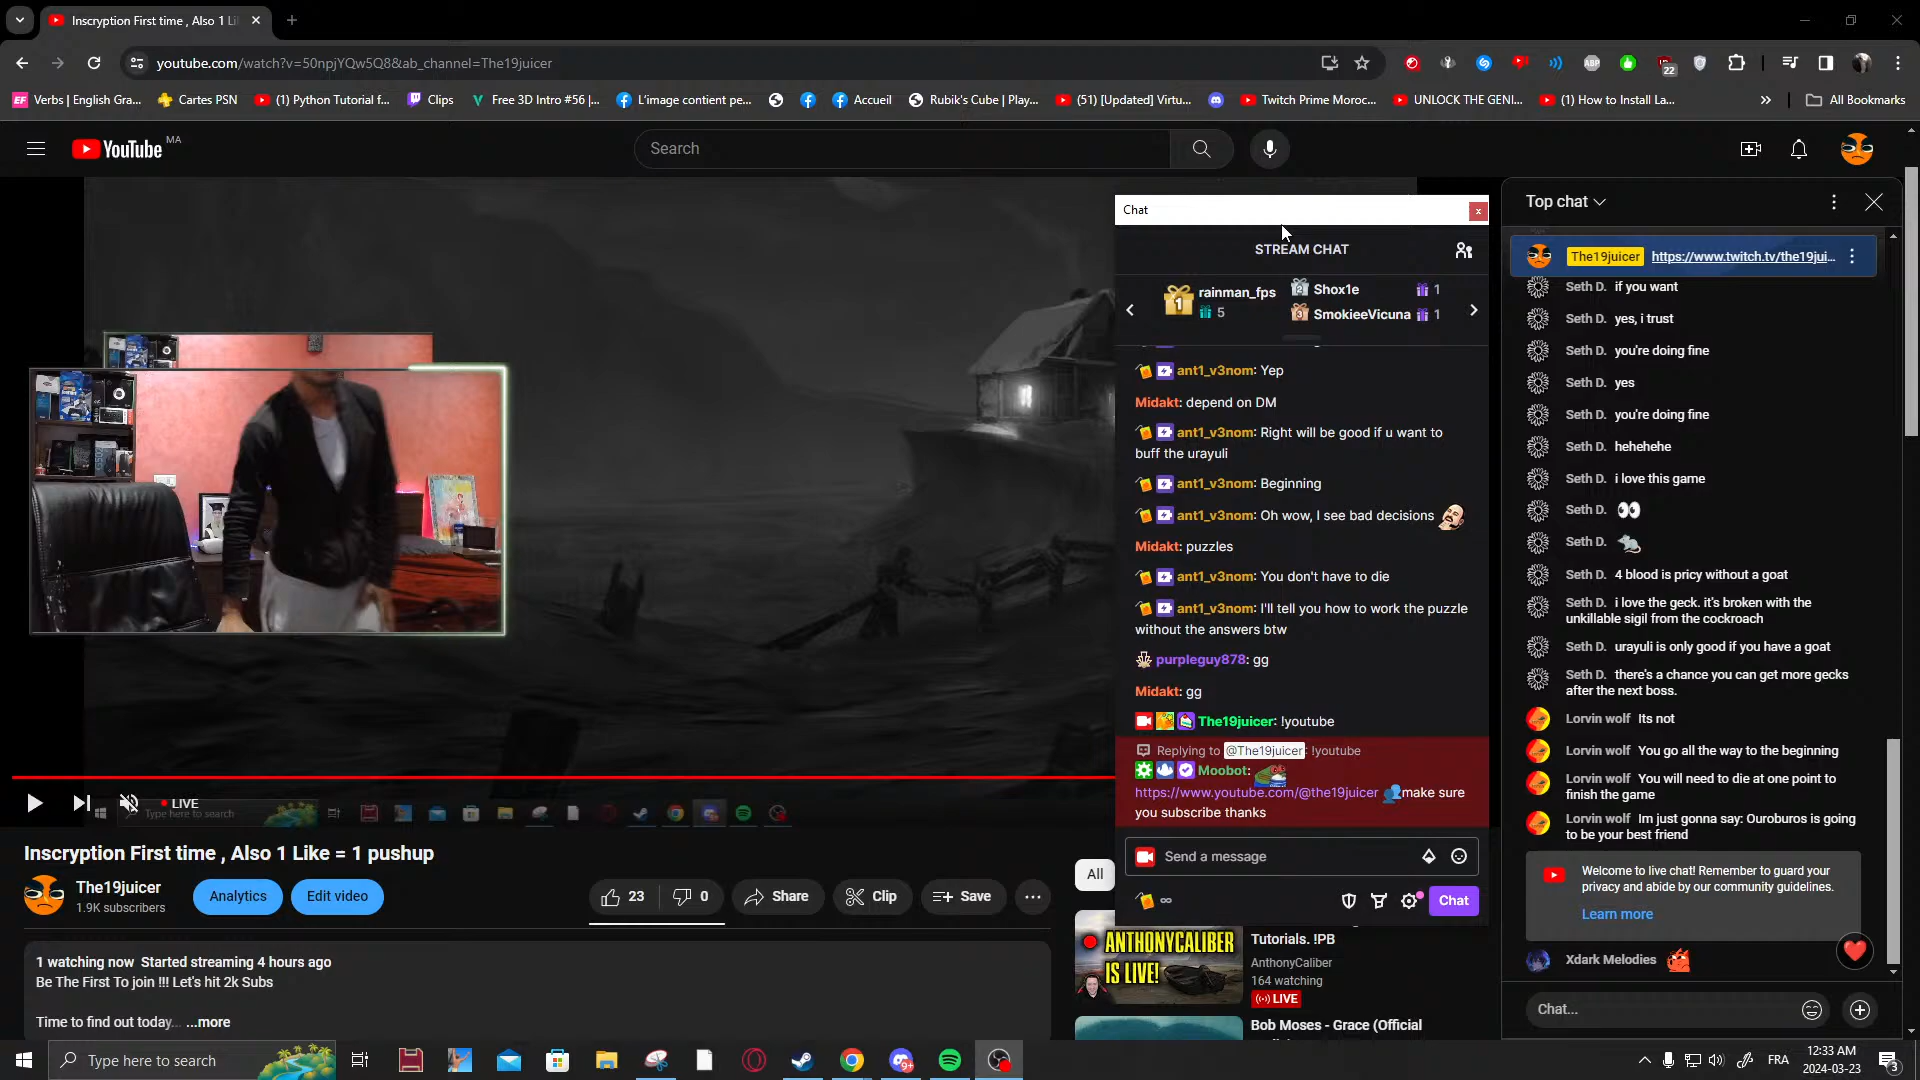 Inscryption First time , Also 1 Li
youtube.com/watch?v=50npjYQw5Q8&ab_channel=The19juicer
22
Verbs | English Gra...
Cartes PSN
(1) Python Tutorial f...
Clips
Free 3D Intro #56 |...
L'image contient pe...
Accueil
Rubik's Cube | Play...
(51) [Updated] Virtu...
Twitch Prime Moroc...
UNLOCK THE GENI...
(1) How to Install La...
All Bookmarks
YouTube MA
Search
Chat
STREAM CHAT
1 rainman_fps
5
2 Shox1e 1
3 SmokieeVicuna 1
ant1_v3nom: Yep
Midakt: depend on DM
ant1_v3nom: Right will be good if u want to
buff the urayuli
ant1_v3nom: Beginning
ant1_v3nom: Oh wow, I see bad decisions
Midakt: puzzles
ant1_v3nom: You don't have to die
ant1_v3nom: I'll tell you how to work the puzzle
without the answers btw
purpleguy878: gg
Midakt: gg
The19juicer: !youtube
Replying to @The19juicer: !youtube
Moobot:
https://www.youtube.com/@the19juicer make sure
you subscribe thanks
Send a message
∞
Chat
Top chat
The19juicer https://www.twitch.tv/the19jui...
Seth D. if you want
Seth D. yes, i trust
Seth D. you're doing fine
Seth D. yes
Seth D. you're doing fine
Seth D. hehehehe
Seth D. i love this game
Seth D.
Seth D.
Seth D. 4 blood is pricy without a goat
Seth D. i love the geck. it's broken with the
unkillable sigil from the cockroach
Seth D. urayuli is only good if you have a goat
Seth D. there's a chance you can get more gecks
after the next boss.
Lorvin wolf Its not
Lorvin wolf You go all the way to the beginning
Lorvin wolf You will need to die at one point to
finish the game
Lorvin wolf Im just gonna say: Ouroburos is going
to be your best friend
Welcome to live chat! Remember to guard your
privacy and abide by our community guidelines.
Learn more
Xdark Melodies
Chat...
LIVE
Type here to search
Inscryption First time , Also 1 Like = 1 pushup
The19juicer
1.9K subscribers
Analytics
Edit video
23
0
Share
Clip
Save
All
1 watching now Started streaming 4 hours ago
Be The First To join !!! Let's hit 2k Subs
Time to find out today... ...more
ANTHONYCALIBER
IS LIVE!
Tutorials. !PB
AnthonyCaliber
164 watching
LIVE
Bob Moses - Grace (Official
Type here to search
9+
FRA
12:33 AM
2024-03-23
3